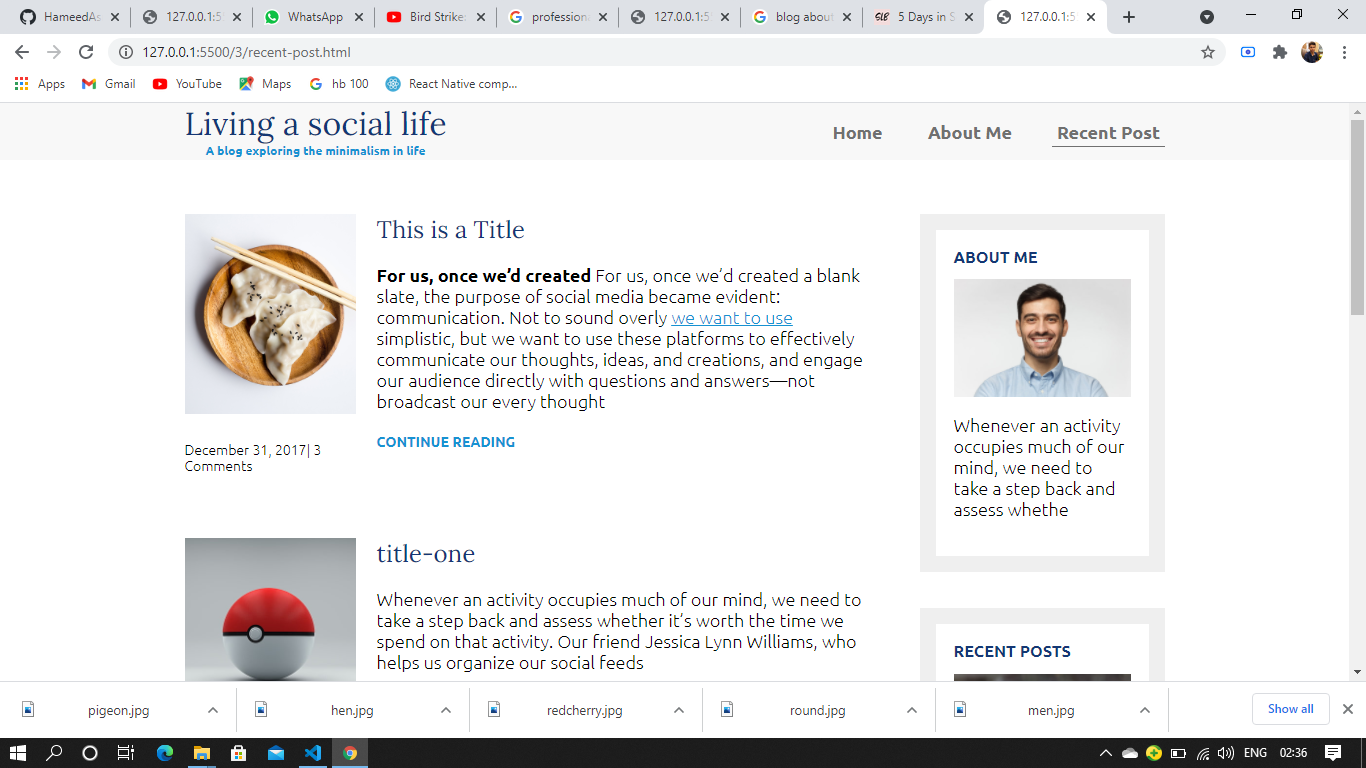 HameedAs
127.0.0.1:5
WhatsApp
Bird Strike:
professiona
127.0.0.1:5
blog about
SLB
5 Days in S
127.0.0.1:5
127.0.0.1:5500/3/recent-post.html
Apps
Gmail
YouTube
Maps
hb 100
React Native comp...
Living a social life
A blog exploring the minimalism in life
Home
About Me
Recent Post
This is a Title
For us, once we’d created For us, once we’d created a blank
slate, the purpose of social media became evident:
communication. Not to sound overly we want to use
simplistic, but we want to use these platforms to effectively
communicate our thoughts, ideas, and creations, and engage
our audience directly with questions and answers—not
broadcast our every thought
CONTINUE READING
December 31, 2017| 3
Comments
title-one
Whenever an activity occupies much of our mind, we need to
take a step back and assess whether it’s worth the time we
spend on that activity. Our friend Jessica Lynn Williams, who
helps us organize our social feeds
ABOUT ME
Whenever an activity
occupies much of our
mind, we need to
take a step back and
assess whethe
RECENT POSTS
pigeon.jpg
hen.jpg
redcherry.jpg
round.jpg
men.jpg
Show all
ENG
02:36